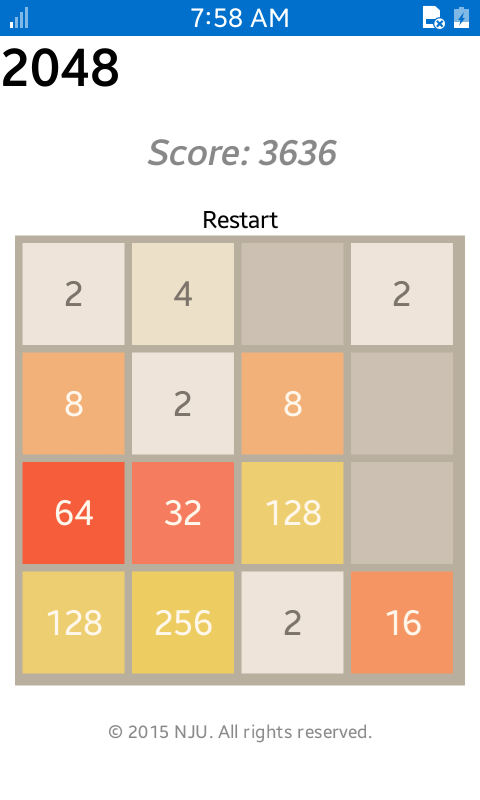 7:58 AM
2048
Score: 3636
Restart
2 4 2
8 2 8
64 32 128
128 256 2 16
© 2015 NJU. All rights reserved.